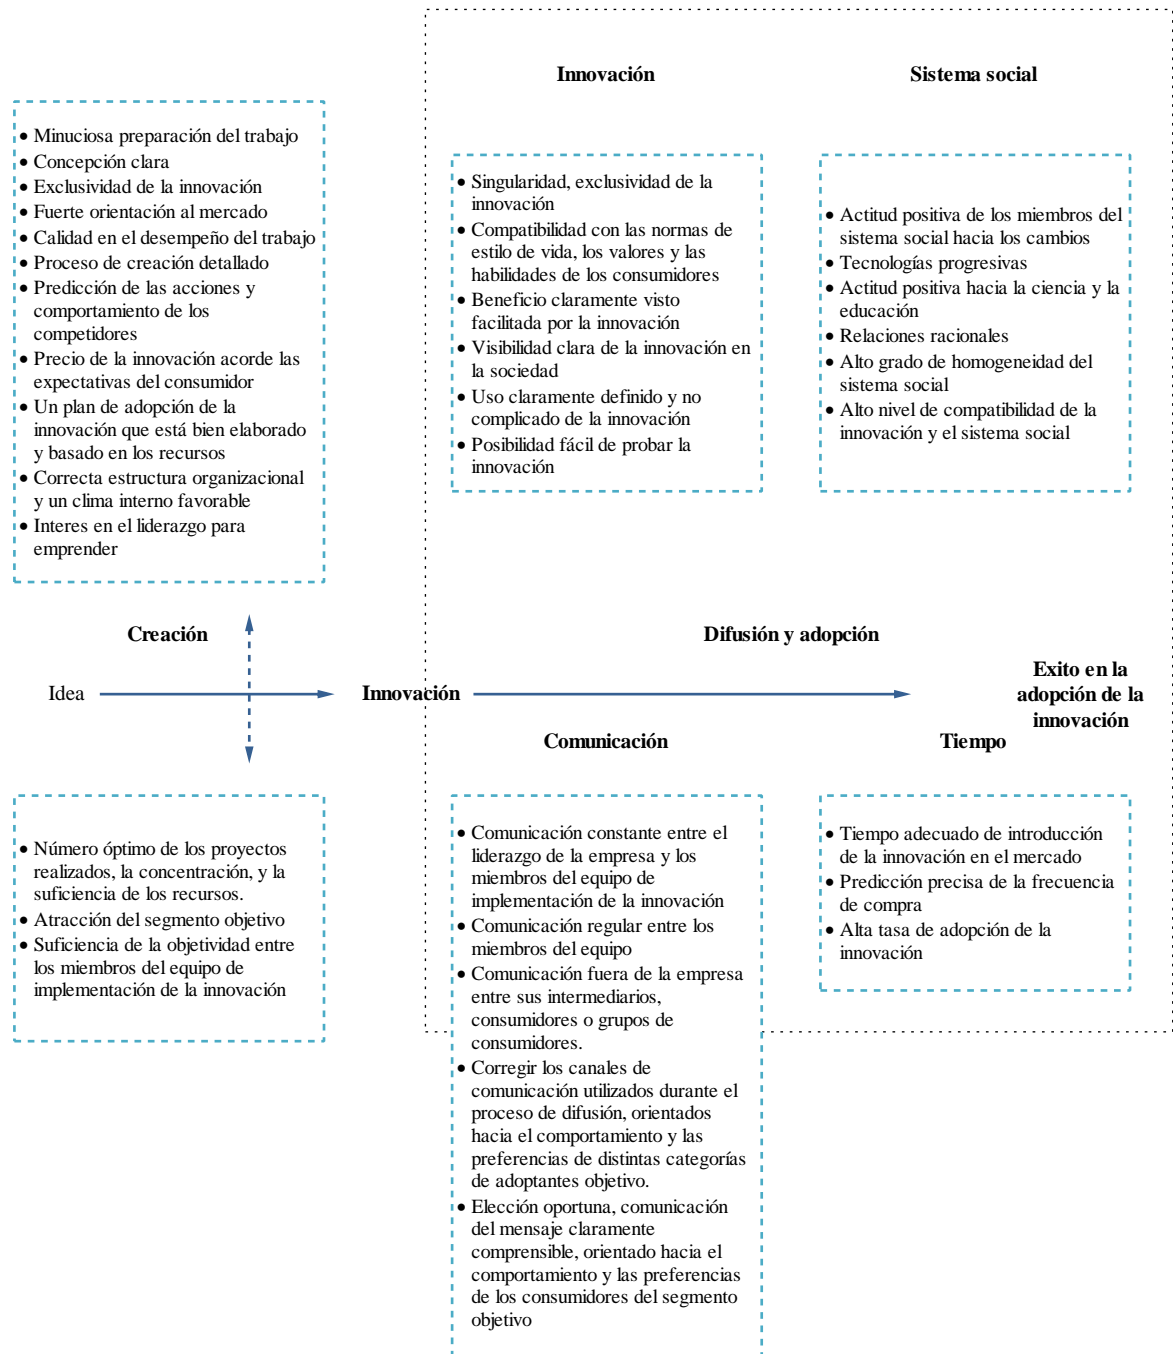 Innovación
Sistema social
• Minuciosa preparación del trabajo
• Concepción clara
• Exclusividad de la innovación
• Fuerte orientación al mercado
• Calidad en el desempeño del trabajo
• Proceso de creación detallado
• Predicción de las acciones y
comportamiento de los
competidores
• Precio de la innovación acorde las
expectativas del consumidor
• Un plan de adopción de la
innovación que está bien elaborado
y basado en los recursos
• Correcta estructura organizacional
y un clima interno favorable
• Interes en el liderazgo para
emprender
• Singularidad, exclusividad de la
innovación
• Compatibilidad con las normas de
estilo de vida, los valores y las
habilidades de los consumidores
• Beneficio claramente visto
facilitada por la innovación
• Visibilidad clara de la innovación en
la sociedad
• Uso claramente definido y no
complicado de la innovación
• Posibilidad fácil de probar la
innovación
• Actitud positiva de los miembros del
sistema social hacia los cambios
• Tecnologías progresivas
• Actitud positiva hacia la ciencia y la
educación
• Relaciones racionales
• Alto grado de homogeneidad del
sistema social
• Alto nivel de compatibilidad de la
innovación y el sistema social
Creación
Difusión y adopción
Idea
Innovación
Exito en la
adopción de la
innovación
Comunicación
Tiempo
• Número óptimo de los proyectos
realizados, la concentración, y la
suficiencia de los recursos.
• Atracción del segmento objetivo
• Suficiencia de la objetividad entre
los miembros del equipo de
implementación de la innovación
• Comunicación constante entre el
liderazgo de la empresa y los
miembros del equipo de
implementación de la innovación
• Comunicación regular entre los
miembros del equipo
• Comunicación fuera de la empresa
entre sus intermediarios,
consumidores o grupos de
consumidores.
• Corregir los canales de
comunicación utilizados durante el
proceso de difusión, orientados
hacia el comportamiento y las
preferencias de distintas categorías
de adoptantes objetivo.
• Elección oportuna, comunicación
del mensaje claramente
comprensible, orientado hacia el
comportamiento y las preferencias
de los consumidores del segmento
objetivo
• Tiempo adecuado de introducción
de la innovación en el mercado
• Predicción precisa de la frecuencia
de compra
• Alta tasa de adopción de la
innovación